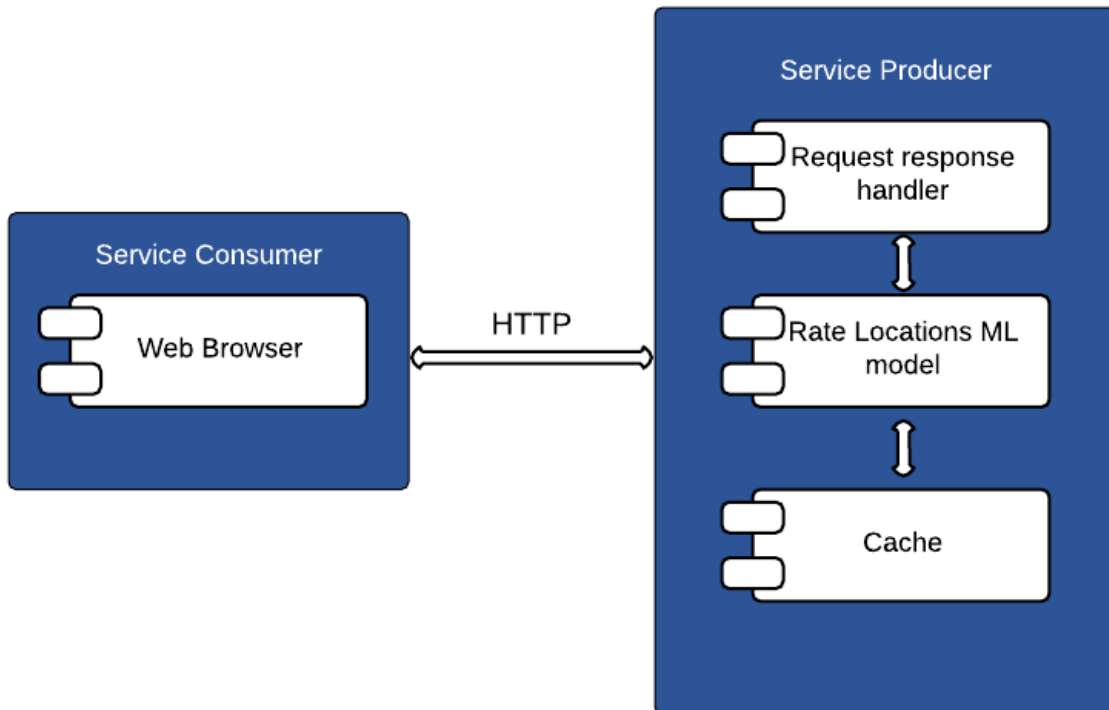 Service Producer
Request response
handler
Service Consumer
Web Browser
HTTP
Rate Locations ML
model
Cache